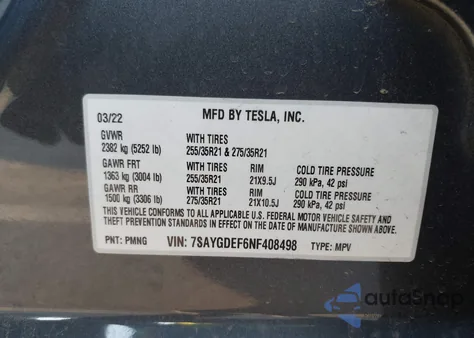 MFD BY TESLA, INC.
03/22
GVWR WITH TIRES
2382 kg (5252 lb) 255/35R21 & 275/35R21
GAWR FRT WITH TIRES RIM COLD TIRE PRESSURE
1363 kg (3004 lb) 255/35R21 21X9.5J 290 kPa, 42 psi
GAWR RR WITH TIRES RIM COLD TIRE PRESSURE
1500 kg (3306 lb) 275/35R21 21X10.5J 290 kPa, 42 psi
THIS VEHICLE CONFORMS TO ALL APPLICABLE U.S. FEDERAL MOTOR VEHICLE SAFETY AND
THEFT PREVENTION STANDARDS IN EFFECT ON THE DATE OF MANUFACTURE SHOWN ABOVE.
PNT: PMNG VIN: 7SAYGDEF6NF408498 TYPE: MPV
autoSnap